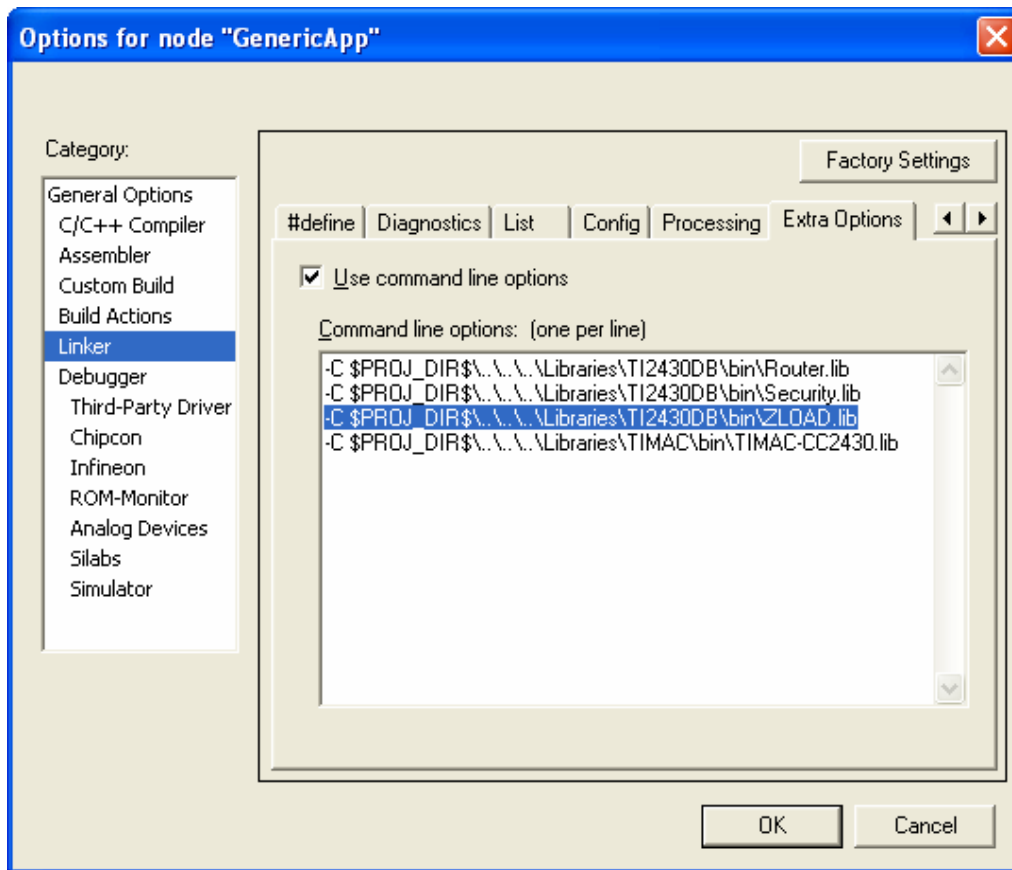 Options for node "GenericApp"
Category:
General Options
C/C++ Compiler
Assembler
Custom Build
Build Actions
Linker
Debugger
Third-Party Driver
Chipcon
Infineon
ROM-Monitor
Analog Devices
Silabs
Simulator
Factory Settings
#define Diagnostics List Config Processing Extra Options
Use command line options
Command line options: (one per line)
-C $PROJ_DIR$\..\..\..\Libraries\TI2430DB\bin\Router.lib
-C $PROJ_DIR$\..\..\..\Libraries\TI2430DB\bin\Security.lib
-C $PROJ_DIR$\..\..\..\Libraries\TI2430DB\bin\ZLOAD.lib
-C $PROJ_DIR$\..\..\..\Libraries\TIMAC\bin\TIMAC-CC2430.lib
OK Cancel